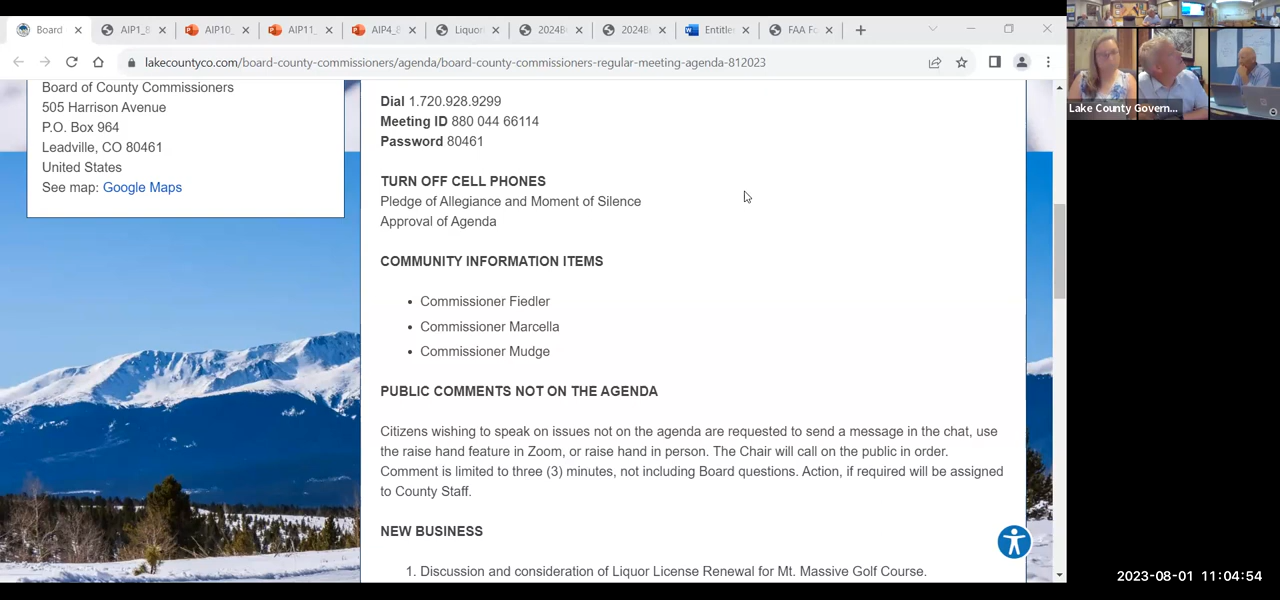 Board
AIP1_B
AIP10_
AIP11_
AIP4_B
Liquor
2024B
2024B
Entitle
FAA Fo
lakecountyco.com/board-county-commissioners/agenda/board-county-commissioners-regular-meeting-agenda-812023
Board of County Commissioners
505 Harrison Avenue
P.O. Box 964
Leadville, CO 80461
United States
See map: Google Maps
Dial 1.720.928.9299
Meeting ID 880 044 66114
Password 80461
TURN OFF CELL PHONES
Pledge of Allegiance and Moment of Silence
Approval of Agenda
COMMUNITY INFORMATION ITEMS
• Commissioner Fiedler
• Commissioner Marcella
• Commissioner Mudge
PUBLIC COMMENTS NOT ON THE AGENDA
Citizens wishing to speak on issues not on the agenda are requested to send a message in the chat, use
the raise hand feature in Zoom, or raise hand in person. The Chair will call on the public in order.
Comment is limited to three (3) minutes, not including Board questions. Action, if required will be assigned
to County Staff.
NEW BUSINESS
1. Discussion and consideration of Liquor License Renewal for Mt. Massive Golf Course.
Lake County Govern...
2023-08-01 11:04:54